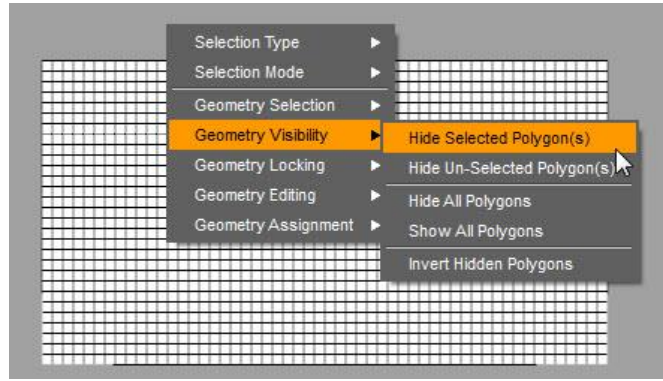 Selection Type
Selection Mode
Geometry Selection
Geometry Visibility
Geometry Locking
Geometry Editing
Geometry Assignment
Hide Selected Polygon(s)
Hide Un-Selected Polygon(s)
Hide All Polygons
Show All Polygons
Invert Hidden Polygons